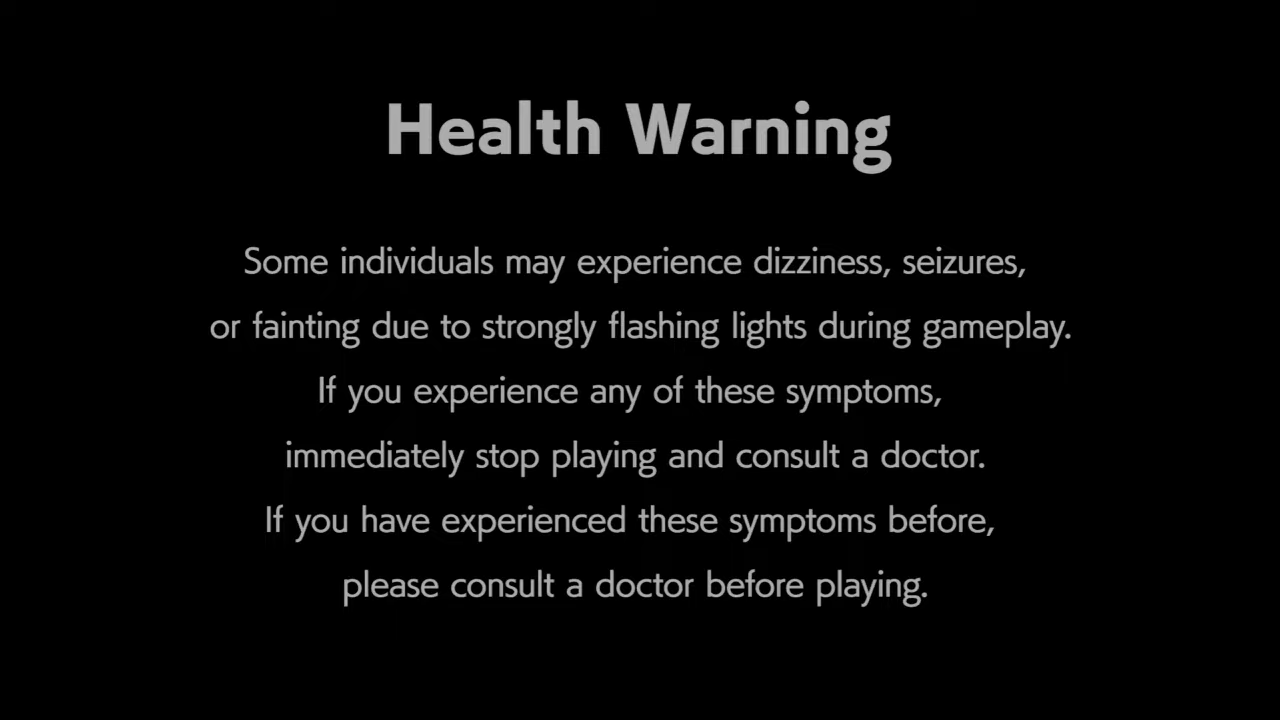 Health Warning
Some individuals may experience dizziness, seizures,
or fainting due to strongly flashing lights during gameplay.
If you experience any of these symptoms,
immediately stop playing and consult a doctor.
If you have experienced these symptoms before,
please consult a doctor before playing.